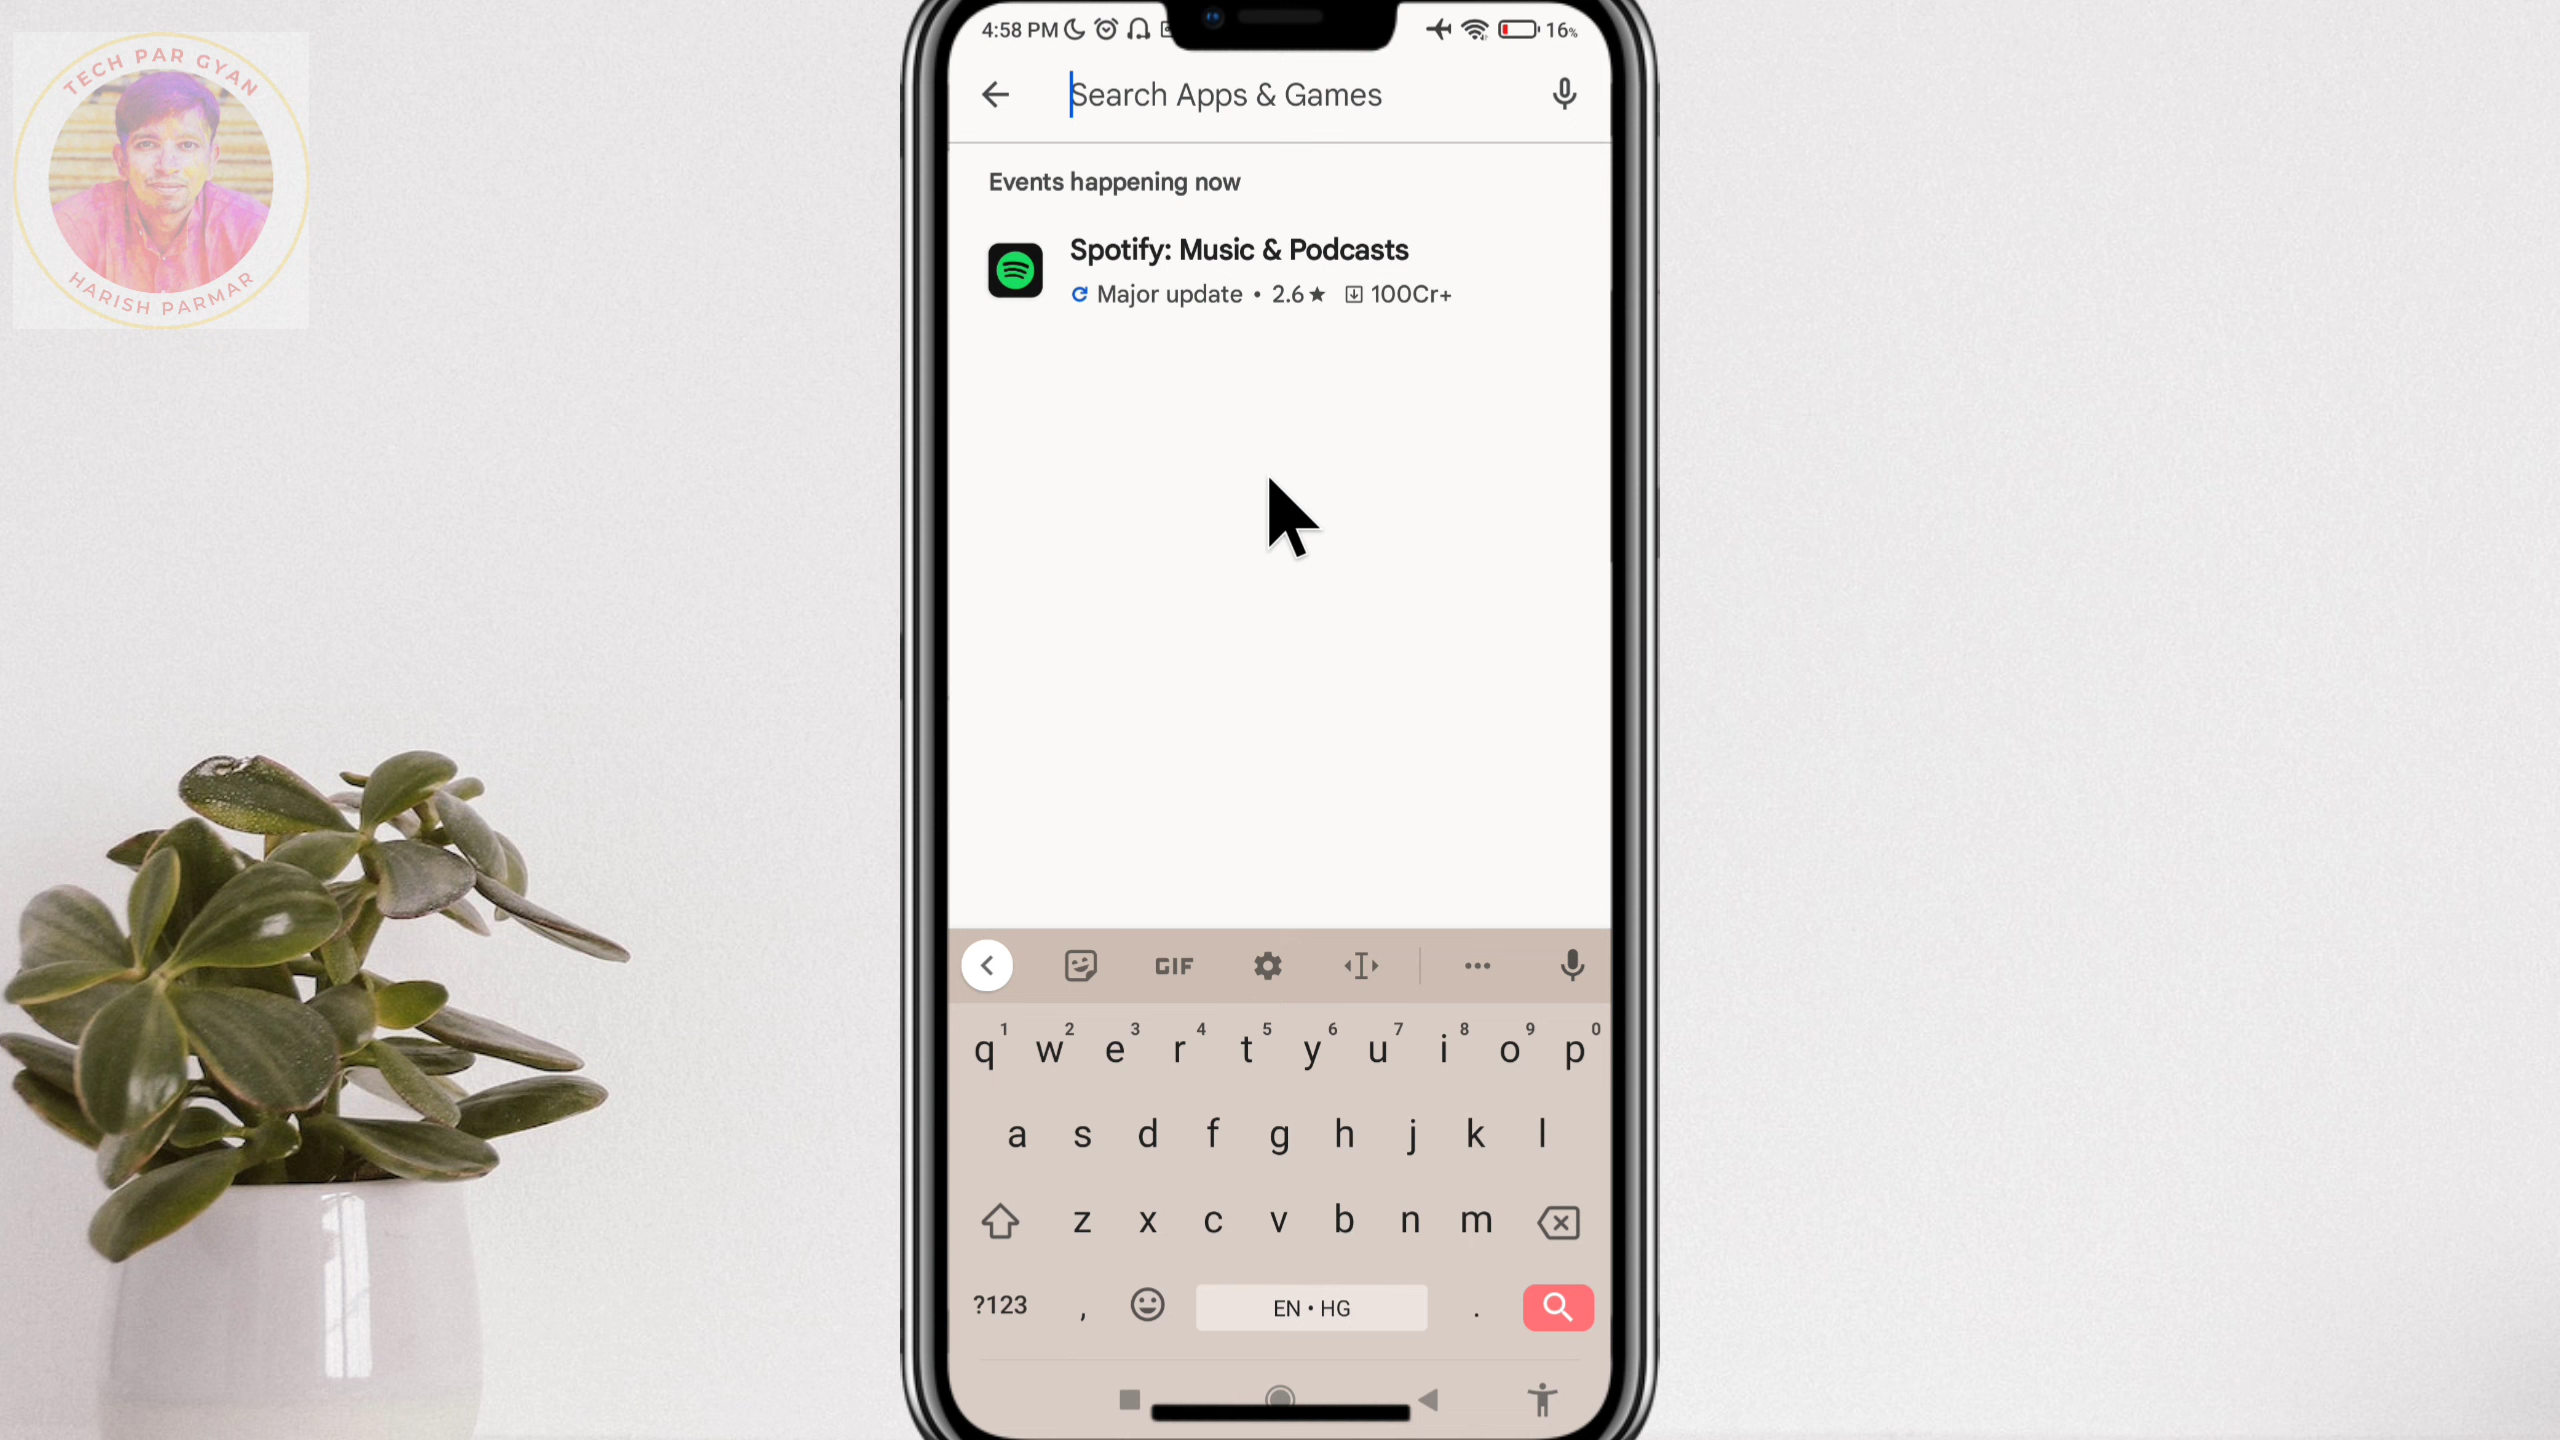 TECH PAR GYAN
HARISH PARMAR
4:58 PM
16%
Search Apps & Games
Events happening now
Spotify: Music & Podcasts
Major update • 2.6★ 100Cr+
GIF
1 2 3 4 5 6 7 8 9 0
q w e r t y u i o p
a s d f g h j k l
z x c v b n m
?123 , EN • HG .